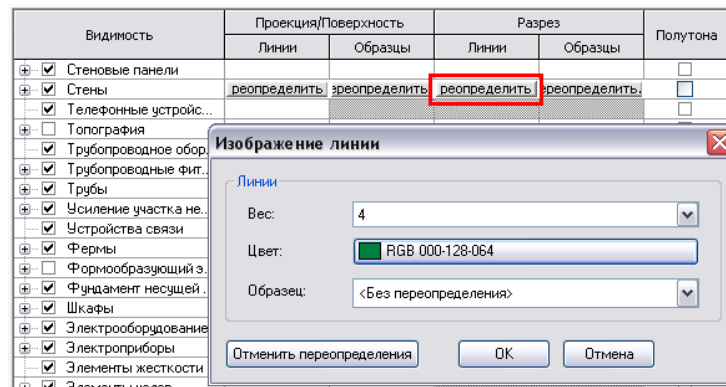 Видимость Проекция/Поверхность Разрез Полутона
Линии Образцы Линии Образцы
Стеновые панели
Стены реопределить реопределить реопределить реопределить.
Телефонные устройс...
Топография
Трубопроводное обор.
Трубопроводные фит..
Трубы
Усиление участка не..
Устройства связи
Фермы
Формообразующий э.
Фундамент несущей .
Шкафы
Электрооборудование
Электроприборы
Элементы жесткости
Изображение линии
Линии
Вес: 4
Цвет: RGB 000-128-064
Образец: <Без переопределения>
Отменить переопределения OK Отмена